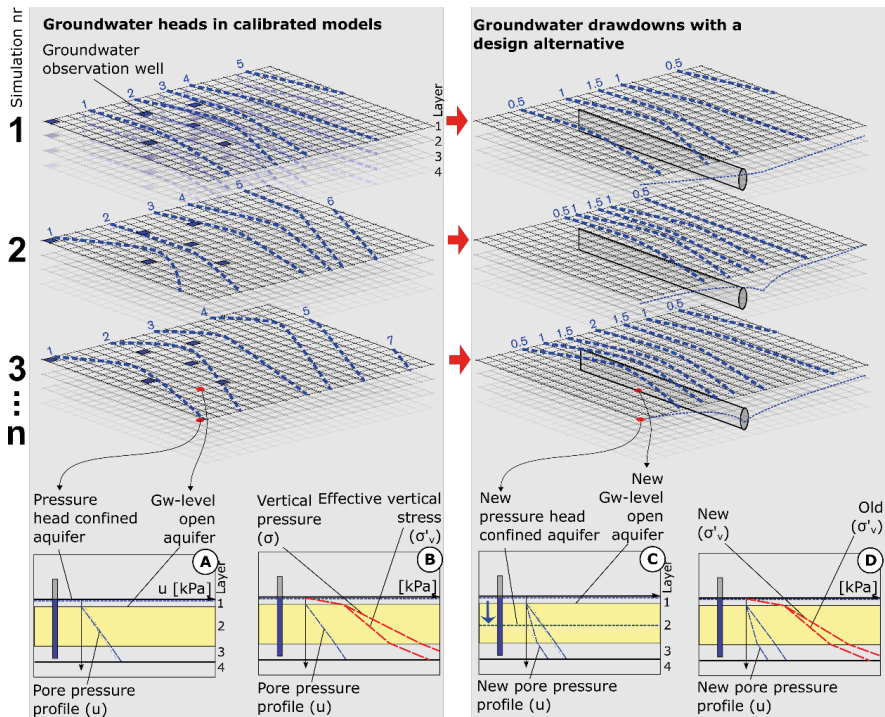 Simulation nr
Groundwater heads in calibrated models
Groundwater
observation well
1
1
2
3
4
5
Layer
1
2
3
4
2
1
2
3
4
5
6
3
1
2
3
4
5
7
...
n
Groundwater drawdowns with a
design alternative
0.5
1
1.5
1
0.5
0.5
1
1.5
1
0.5
0.5
1
1.5
2
1.5
1
0.5
Pressure
head confined
aquifer
Gw-level
open
aquifer
Vertical
pressure
(σ)
Effective vertical
stress
(σ'v)
New
pressure head
confined aquifer
New
Gw-level
open
aquifer
New
(σ'v)
Old
(σ'v)
A
u [kPa]
Layer
1
2
3
4
Pore pressure
profile (u)
B
[kPa]
Pore pressure
profile (u)
C
Layer
1
2
3
4
New pore pressure
profile (u)
D
[kPa]
New pore pressure
profile (u)